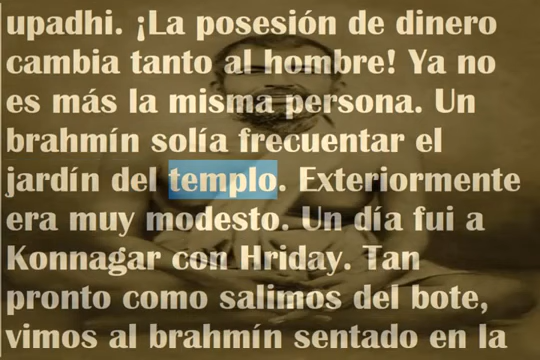 upadhi. ¡La posesión de dinero
cambia tanto al hombre! Ya no
es más la misma persona. Un
brahmín solía frecuentar el
jardín del templo. Exteriormente
era muy modesto. Un día fui a
Konnagar con Hriday. Tan
pronto como salimos del bote,
vimos al brahmín sentado en la